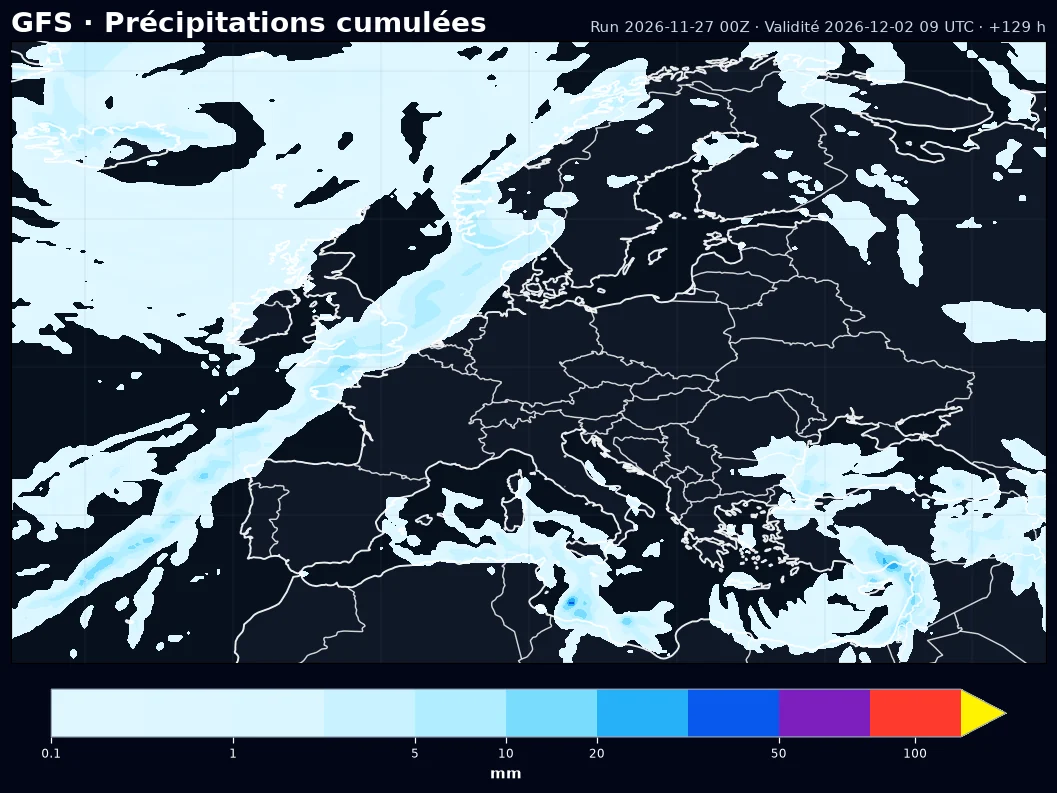 GFS · Précipitations cumulées
Run 2026-11-27 00Z · Validité 2026-12-02 09 UTC · +129 h
0.1 1 5 10 20 50 100
mm